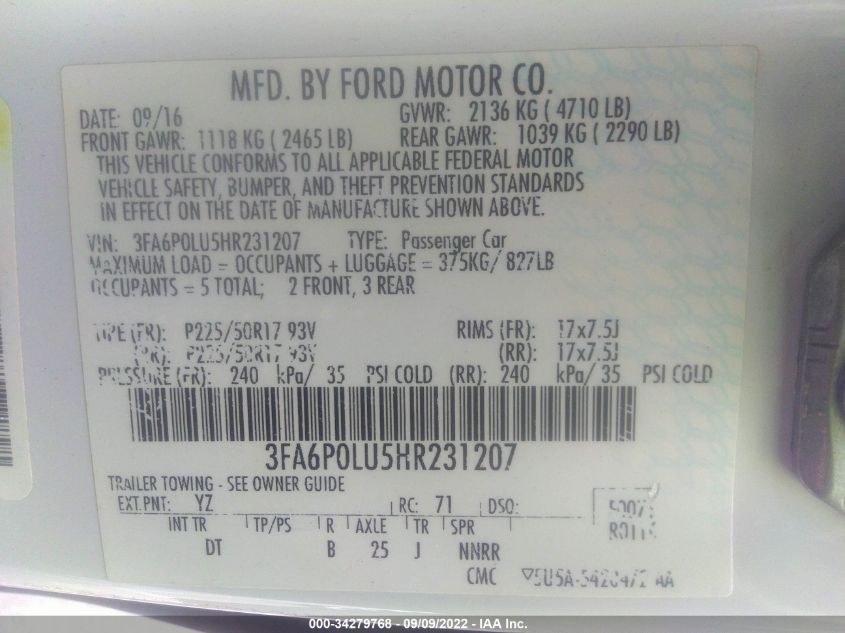 MFD. BY FORD MOTOR CO.
DATE: 09/16 GVWR: 2136 KG ( 4710 LB)
FRONT GAWR: 1118 KG ( 2465 LB) REAR GAWR: 1039 KG ( 2290 LB)
THIS VEHICLE CONFORMS TO ALL APPLICABLE FEDERAL MOTOR
VEHICLE SAFETY, BUMPER, AND THEFT PREVENTION STANDARDS
IN EFFECT ON THE DATE OF MANUFACTURE SHOWN ABOVE.
VIN: 3FA6P0LU5HR231207 TYPE: Passenger Car
MAXIMUM LOAD = OCCUPANTS + LUGGAGE = 375KG/ 827LB
OCCUPANTS = 5 TOTAL; 2 FRONT, 3 REAR
TIRE (FR): P225/50R17 93V RIMS (FR): 17x7.5J
(RR): P225/50R17 93V (RR): 17x7.5J
PRESSURE (FR): 240 kPa/ 35 PSI COLD (RR): 240 kPa/ 35 PSI COLD
3FA6P0LU5HR231207
TRAILER TOWING - SEE OWNER GUIDE
EXT.PNT: YZ RC: 71 DSO:
INT TR TP/PS R AXLE TR SPR
DT B 25 J NNRR
CMC
000-34279768 - 09/09/2022 - IAA Inc.